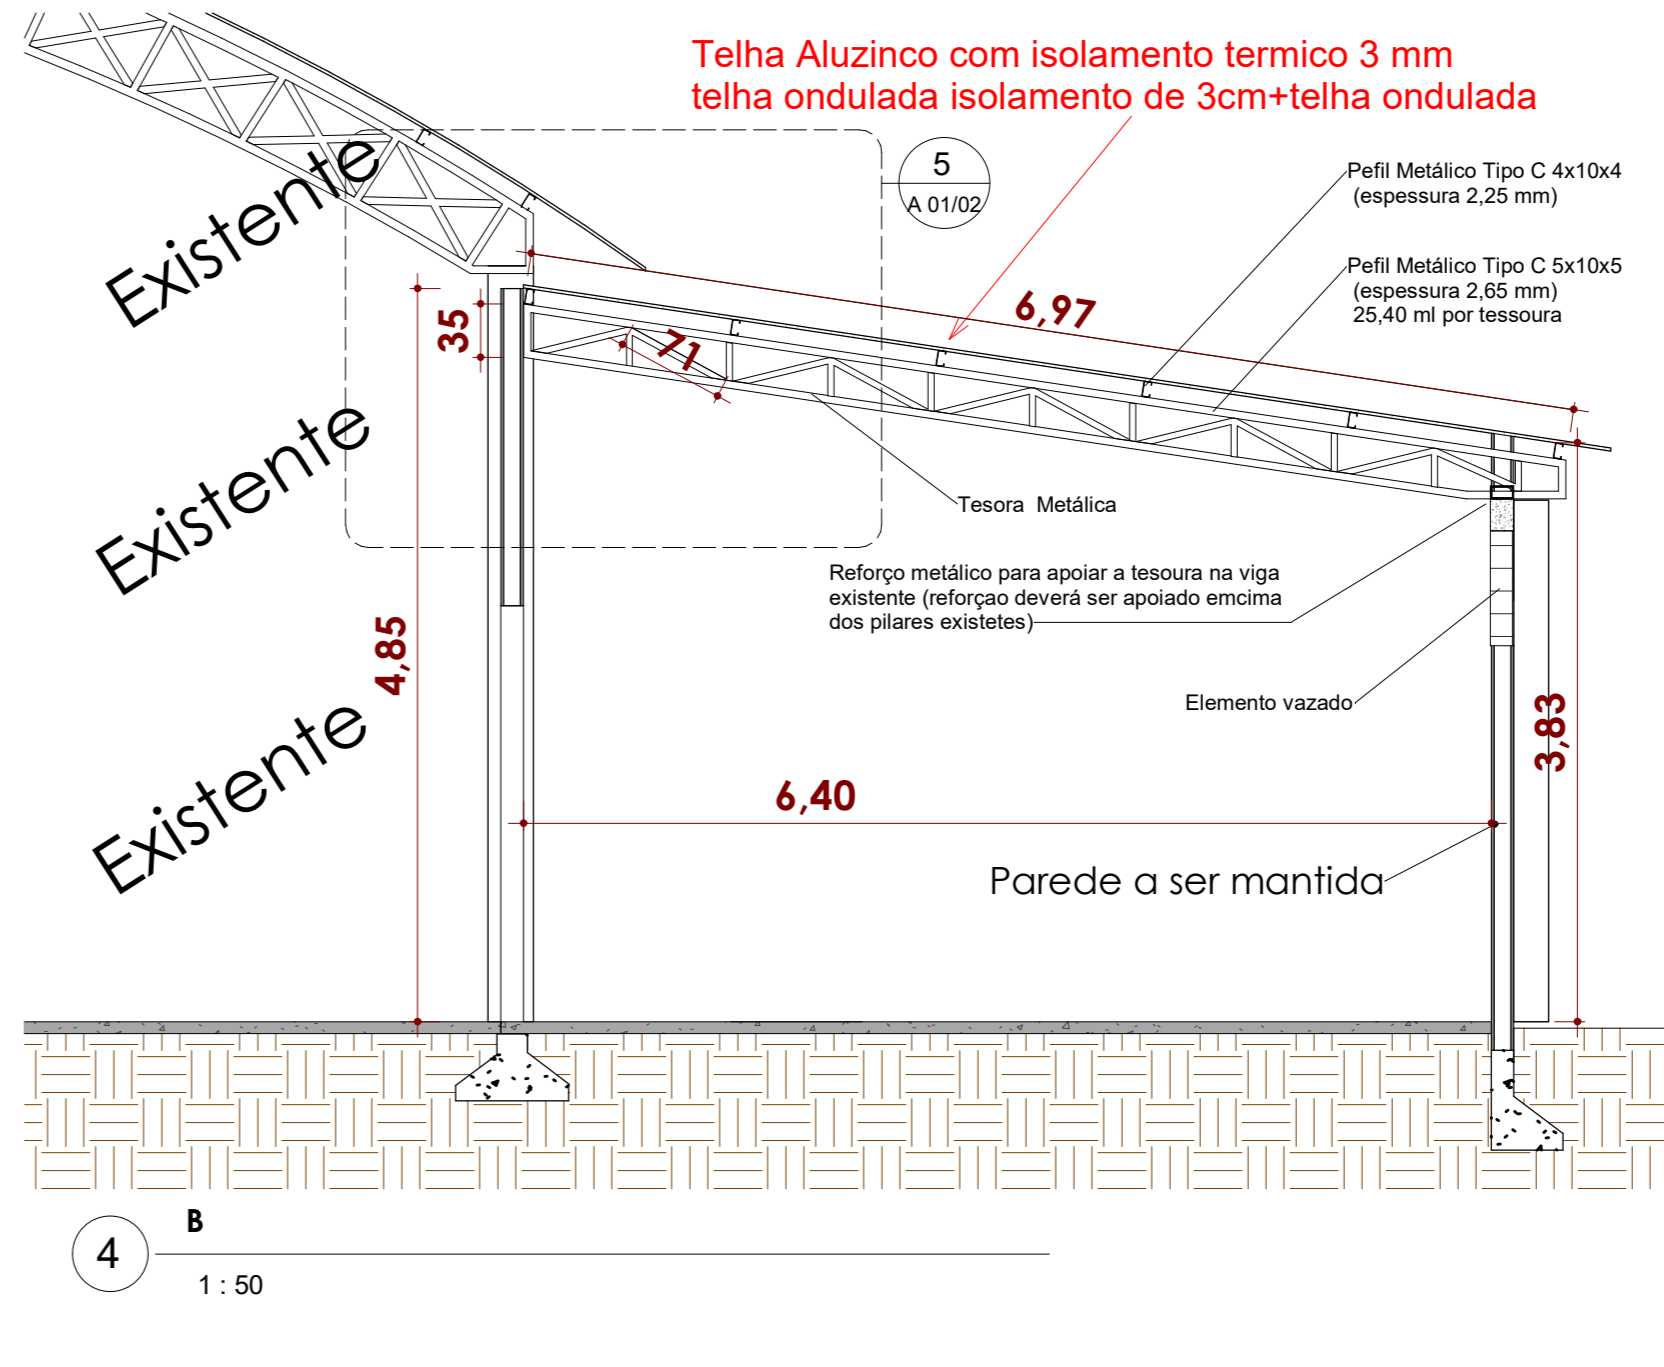 Telha Aluzinco com isolamento termico 3 mm
telha ondulada isolamento de 3cm+telha ondulada
5
A 01/02
Pefil Metálico Tipo C 4x10x4
(espessura 2,25 mm)
Existente
Pefil Metálico Tipo C 5x10x5
(espessura 2,65 mm)
25,40 ml por tessoura
6,97
35
71
Existente
Tesora Metálica
Reforço metálico para apoiar a tesoura na viga
existente (reforçao deverá ser apoiado emcima
dos pilares existetes)
4,85
Elemento vazado
3,83
Existente
6,40
Parede a ser mantida
B
4
1 : 50